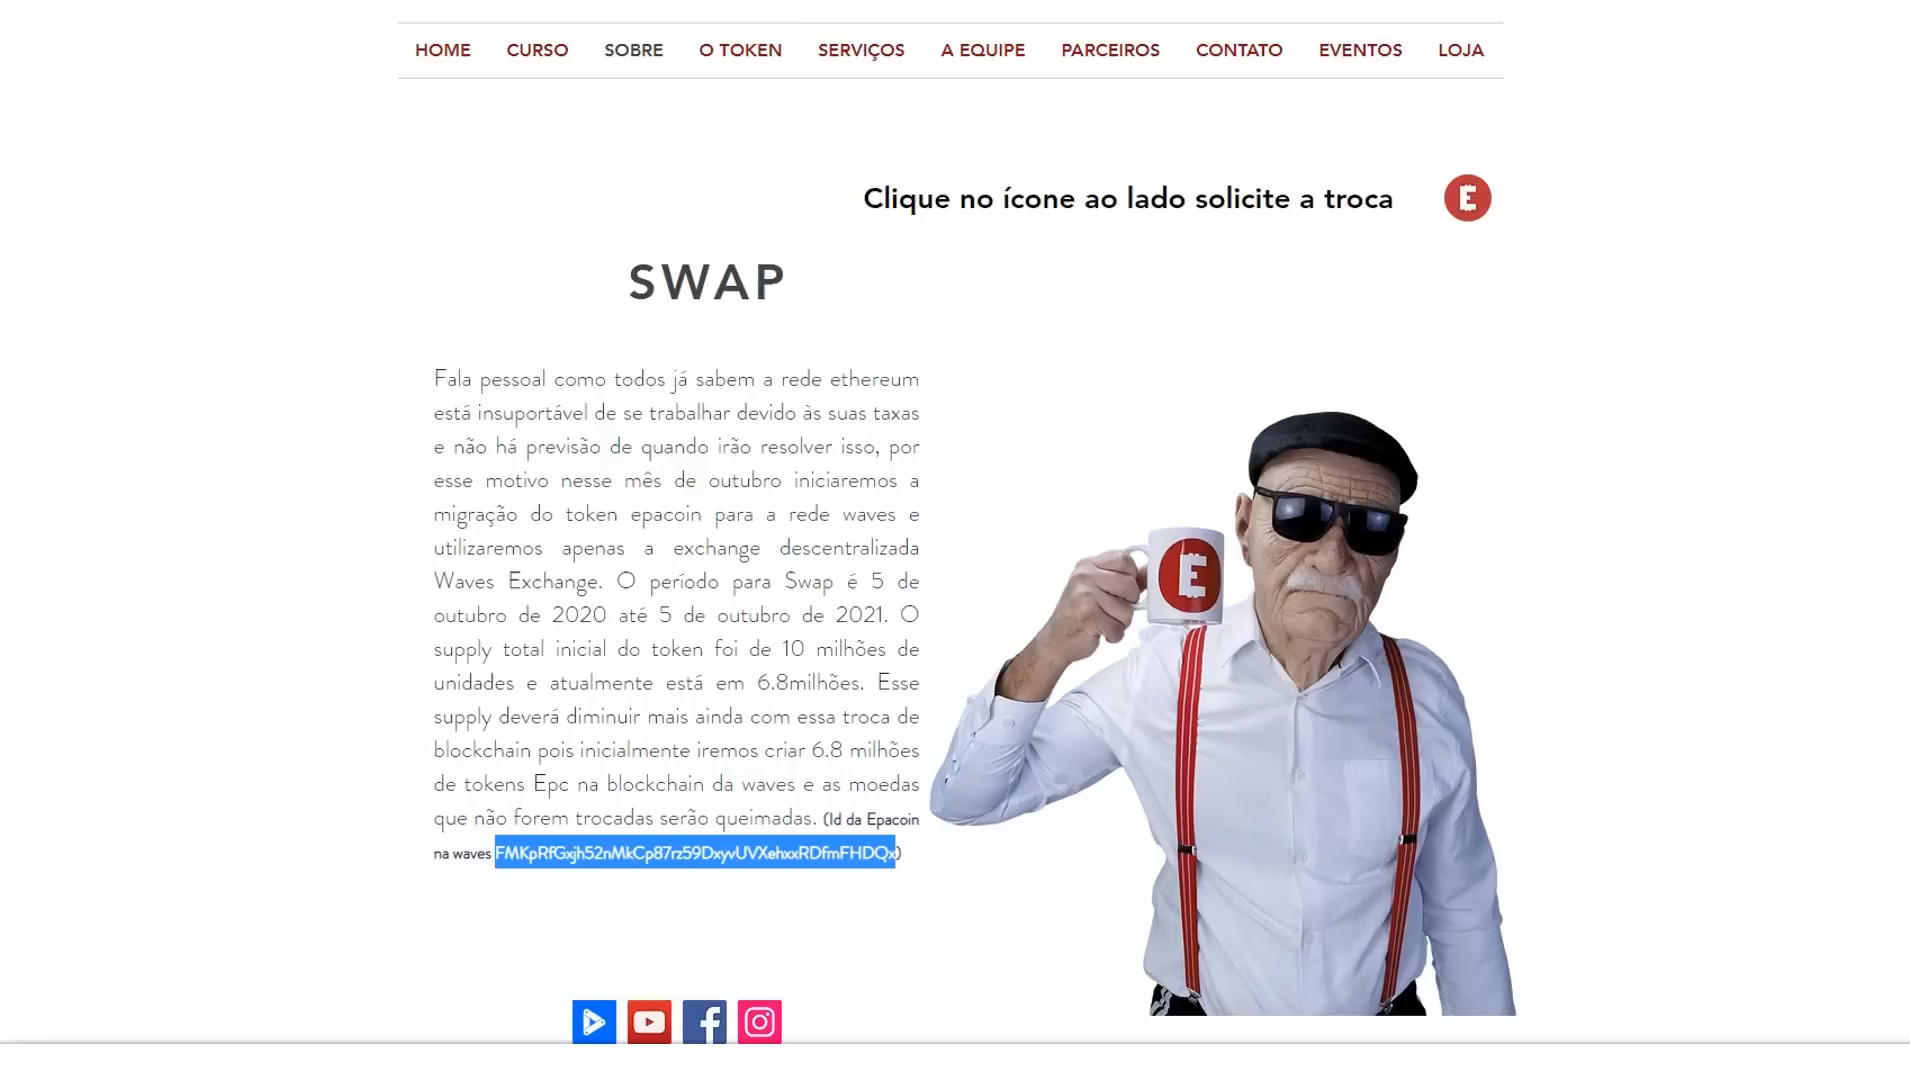 HOME CURSO SOBRE O TOKEN SERVIÇOS A EQUIPE PARCEIROS CONTATO EVENTOS LOJA
Clique no ícone ao lado solicite a troca
E
SWAP
Fala pessoal como todos já sabem a rede ethereum
está insuportável de se trabalhar devido às suas taxas
e não há previsão de quando irão resolver isso, por
esse motivo nesse mês de outubro iniciaremos a
migração do token epacoin para a rede waves e
utilizaremos apenas a exchange descentralizada
Waves Exchange. O período para Swap é 5 de
outubro de 2020 até 5 de outubro de 2021. O
supply total inicial do token foi de 10 milhões de
unidades e atualmente está em 6.8milhões. Esse
supply deverá diminuir mais ainda com essa troca de
blockchain pois inicialmente iremos criar 6.8 milhões
de tokens Epc na blockchain da waves e as moedas
que não forem trocadas serão queimadas. (Id da Epacoin
na waves FMKpRfGxjh52nMkCp87rz59DxyvUVXehxxRDfmFHDQx)
E